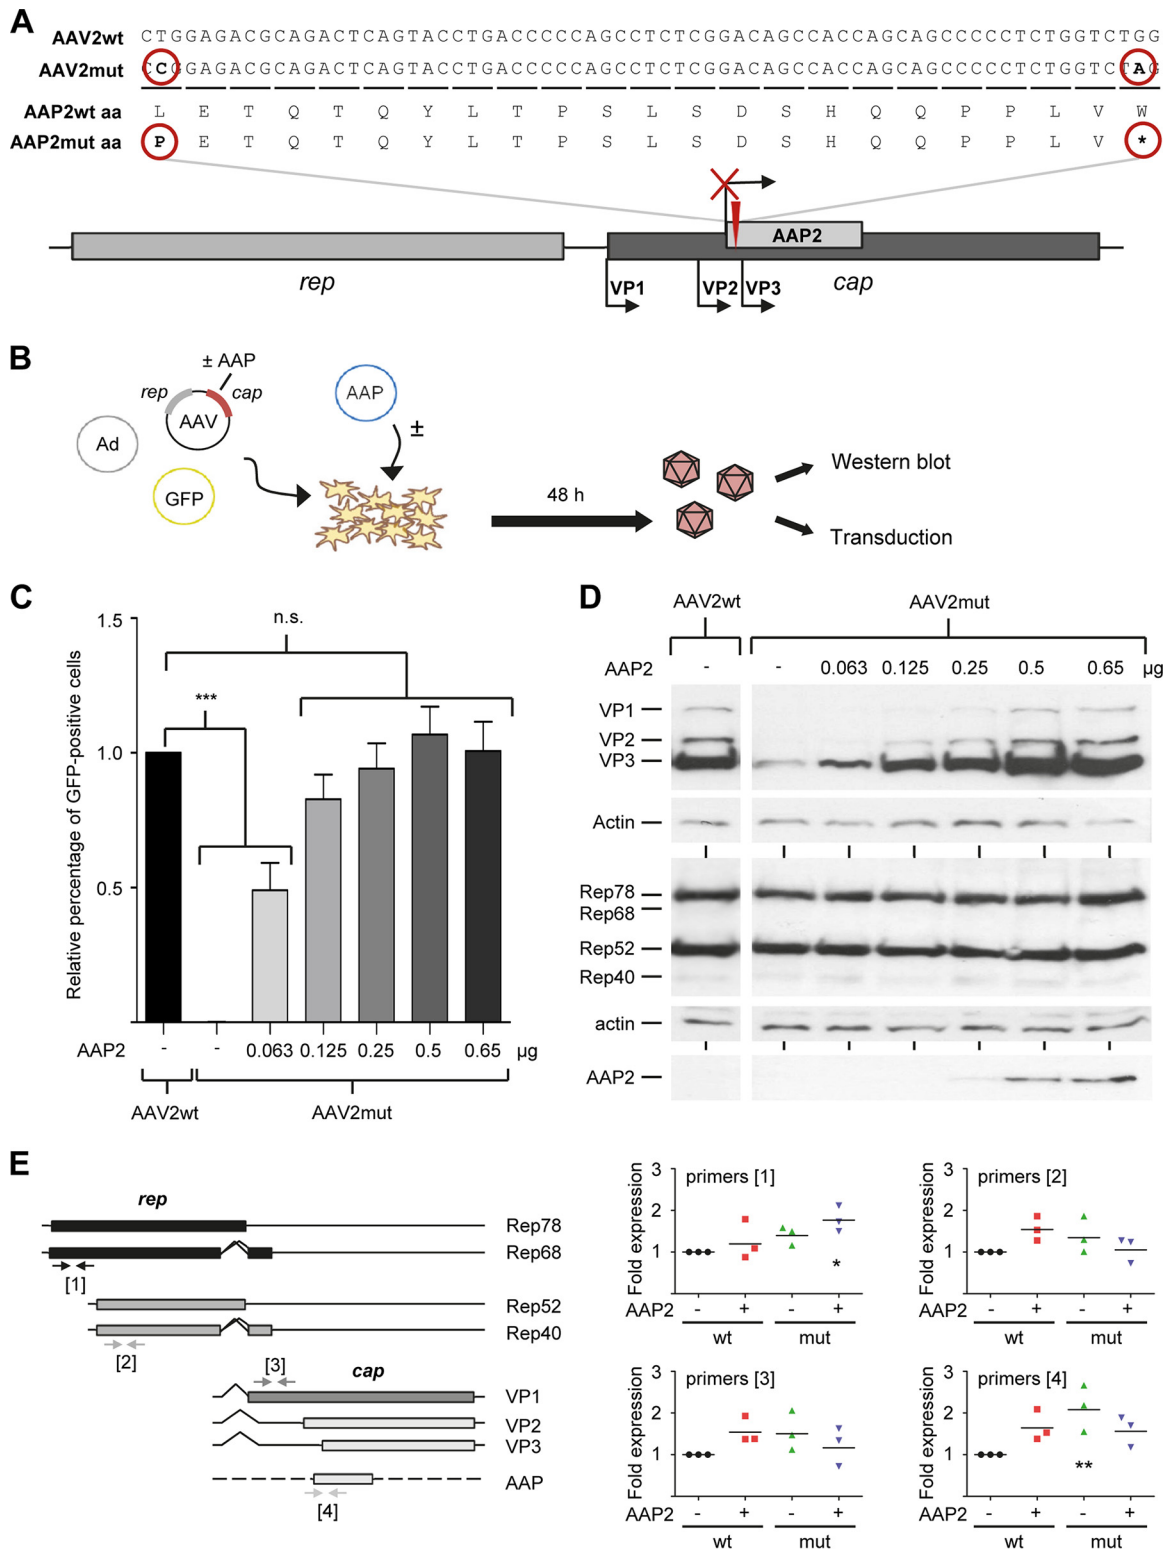 A
AAV2wt CTGGAGACGCAGACTCAGTACCTGACCCCCAGCCTCTCGGACAGCCACCAGCAGCCCCCTCTGGTCTGG
AAV2mut CCGGAGACGCAGACTCAGTACCTGACCCCCAGCCTCTCGGACAGCCACCAGCAGCCCCCTCTGGTCTAG
AAP2wt aa L E T Q T Q Y L T P S L S D S H Q Q P P L V W
AAP2mut aa P E T Q T Q Y L T P S L S D S H Q Q P P L V *
AAP2
rep VP1 VP2 VP3 cap
B
± AAP
rep cap
AAV
Ad
GFP
AAP
±
48 h
Western blot
Transduction
C
Relative percentage of GFP-positive cells
1.5
1.0
0.5
n.s.
***
AAP2 - - 0.063 0.125 0.25 0.5 0.65 µg
AAV2wt AAV2mut
D
AAV2wt AAV2mut
AAP2 - - 0.063 0.125 0.25 0.5 0.65 µg
VP1
VP2
VP3
Actin
Rep78
Rep68
Rep52
Rep40
actin
AAP2
E
rep
Rep78
Rep68
[1]
Rep52
Rep40
[2]
[3] cap
VP1
VP2
VP3
AAP
[4]
Fold expression
3
2
1
primers [1]
*
AAP2 - + - +
wt mut
Fold expression
3
2
1
primers [2]
AAP2 - + - +
wt mut
Fold expression
3
2
1
primers [3]
AAP2 - + - +
wt mut
Fold expression
3
2
1
primers [4]
**
AAP2 - + - +
wt mut